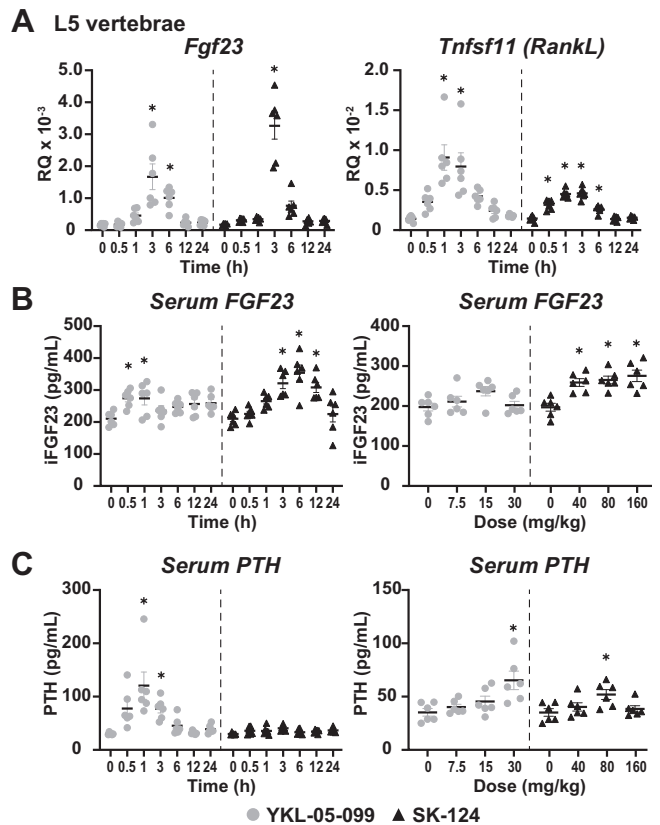 A L5 vertebrae
Fgf23
Tnfsf11 (RankL)
RQ x 10-3
5.0
4.0
3.0
2.0
1.0
0
* * *
0 0.5 1 3 6 12 24 0 0.5 1 3 6 12 24
Time (h)
RQ x 10-2
2.0
1.5
1.0
0.5
0
* * * * * *
0 0.5 1 3 6 12 24 0 0.5 1 3 6 12 24
Time (h)
B
Serum FGF23
Serum FGF23
iFGF23 (pg/mL)
500
400
300
200
100
0
* * * * *
0 0.5 1 3 6 12 24 0 0.5 1 3 6 12 24
Time (h)
iFGF23 (pg/mL)
400
300
200
100
0
* * *
0 7.5 15 30 0 40 80 160
Dose (mg/kg)
C
Serum PTH
Serum PTH
PTH (pg/mL)
300
200
100
0
* *
0 0.5 1 3 6 12 24 0 0.5 1 3 6 12 24
Time (h)
PTH (pg/mL)
150
100
50
0
* *
0 7.5 15 30 0 40 80 160
Dose (mg/kg)
YKL-05-099 SK-124